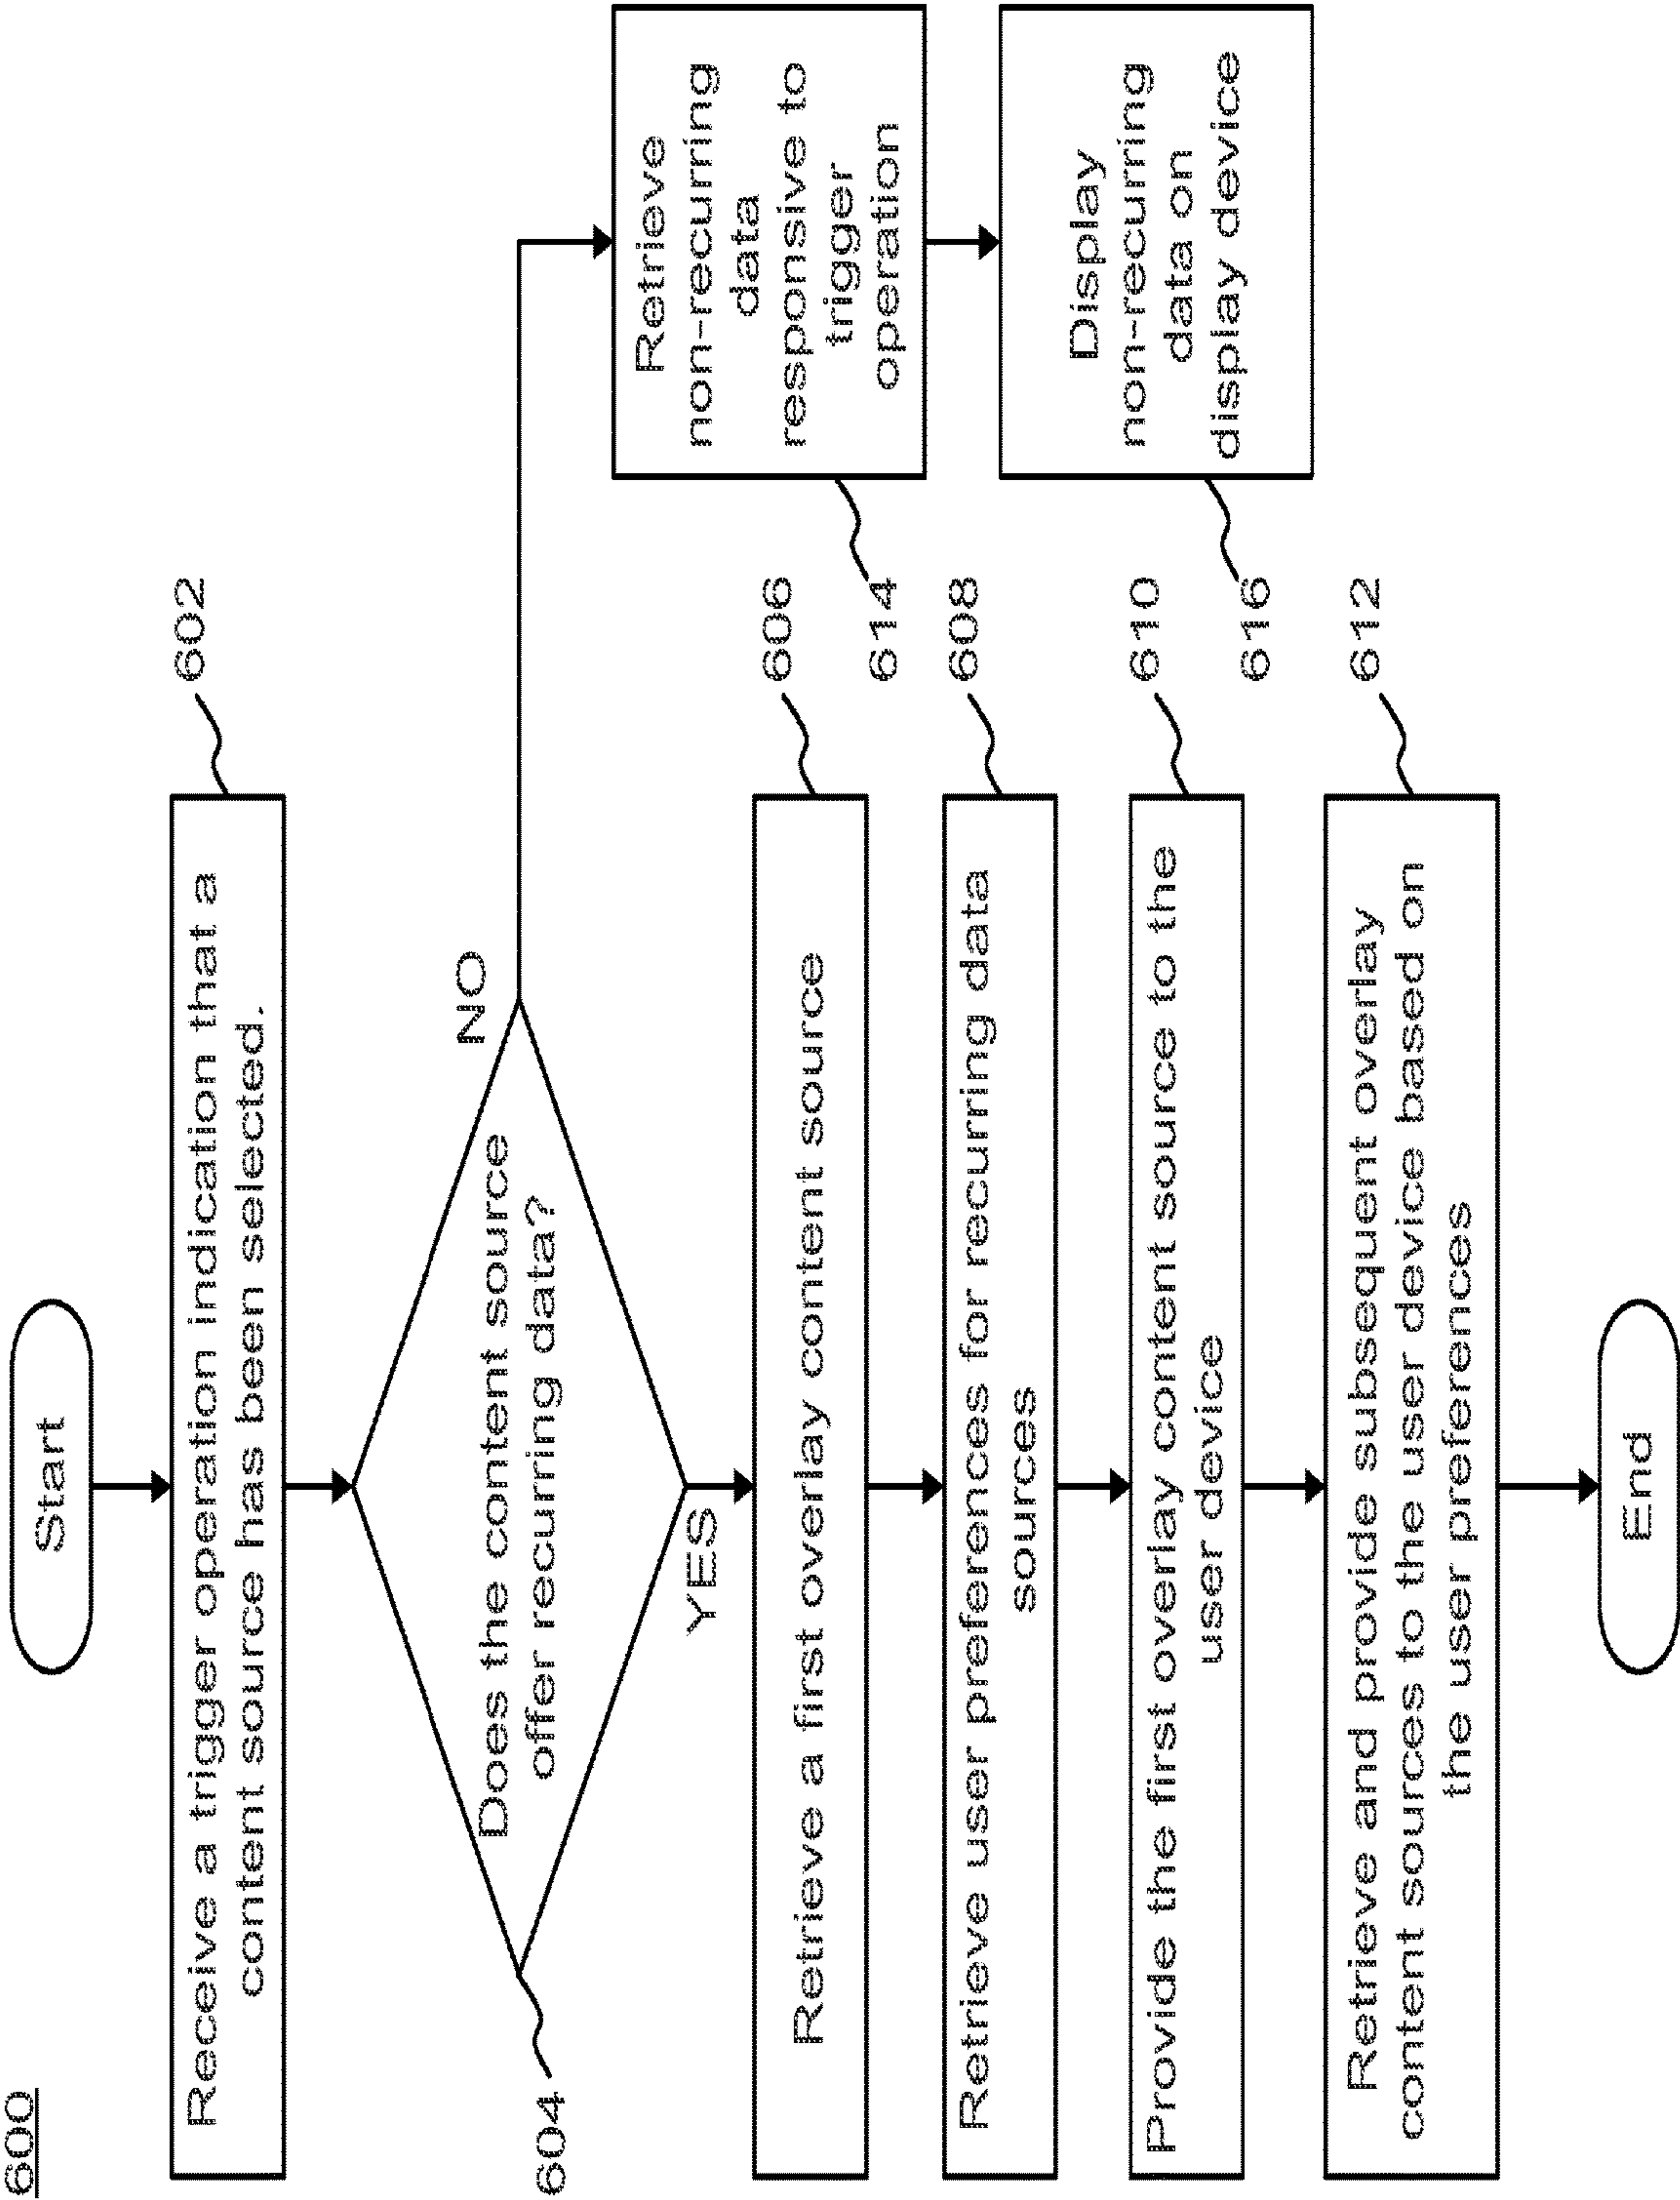 600
Start
Receive a trigger operation indication that a
content source has been selected.
602
Does the content source
offer recurring data?
604
NO
YES
Retrieve a first overlay content source
606
Retrieve user preferences for recurring data
sources
608
Provide the first overlay content source to the
user device
610
Retrieve and provide subsequent overlay
content sources to the user device based on
the user preferences
612
End
Retrieve
non-recurring
data
responsive to
trigger
operation
614
Display
non-recurring
data on
display device
616